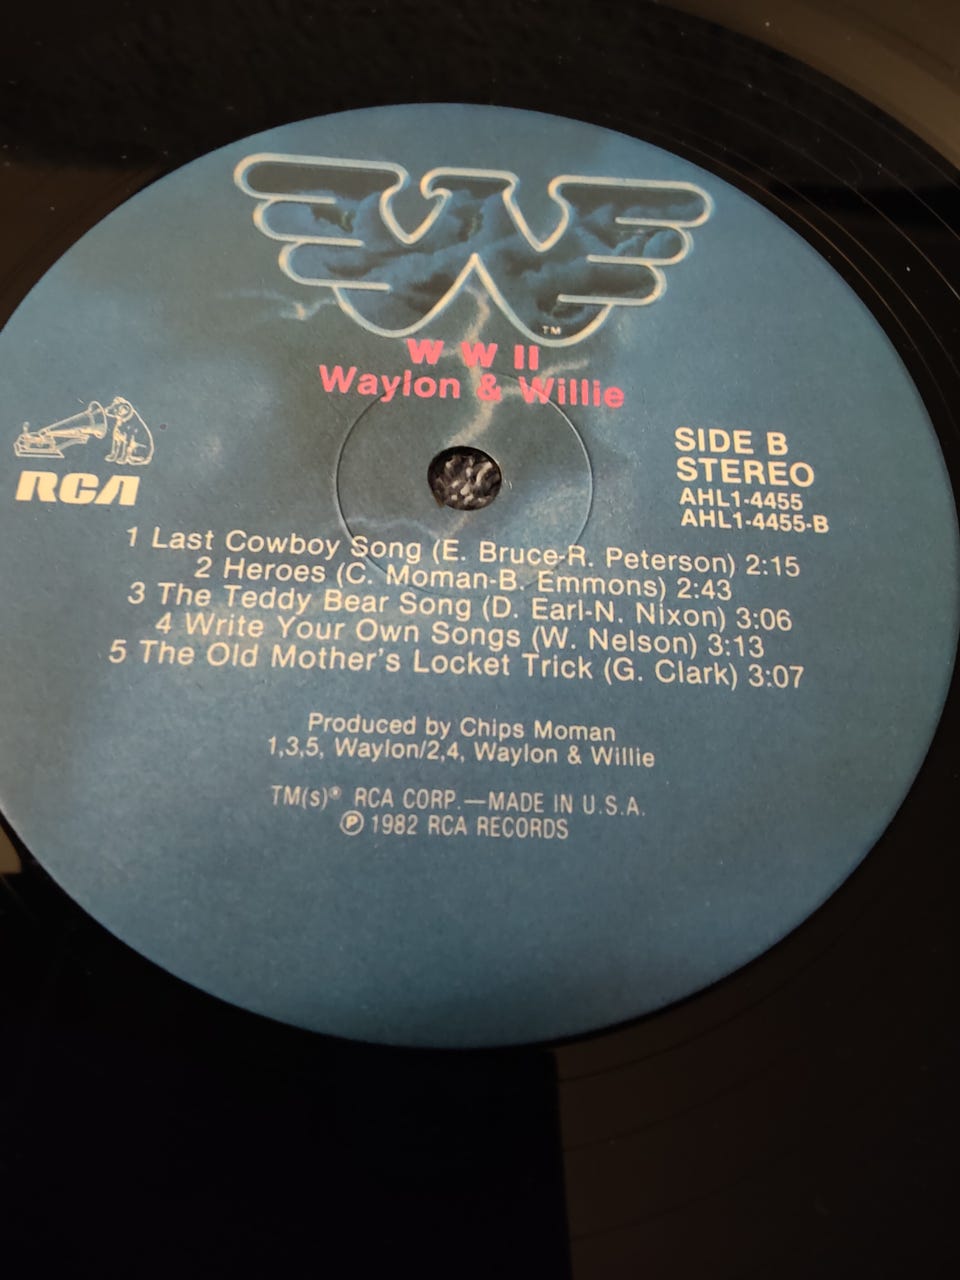 TM
W W II
Waylon & Willie
RCA
SIDE B
STEREO
AHL1-4455
AHL1-4455-B
1 Last Cowboy Song (E. Bruce-R. Peterson) 2:15
2 Heroes (C. Moman-B. Emmons) 2:43
3 The Teddy Bear Song (D. Earl-N. Nixon) 3:06
4 Write Your Own Songs (W. Nelson) 3:13
5 The Old Mother's Locket Trick (G. Clark) 3:07
Produced by Chips Moman
1,3,5, Waylon/2,4, Waylon & Willie
TM(s)® RCA CORP.—MADE IN U.S.A.
℗ 1982 RCA RECORDS